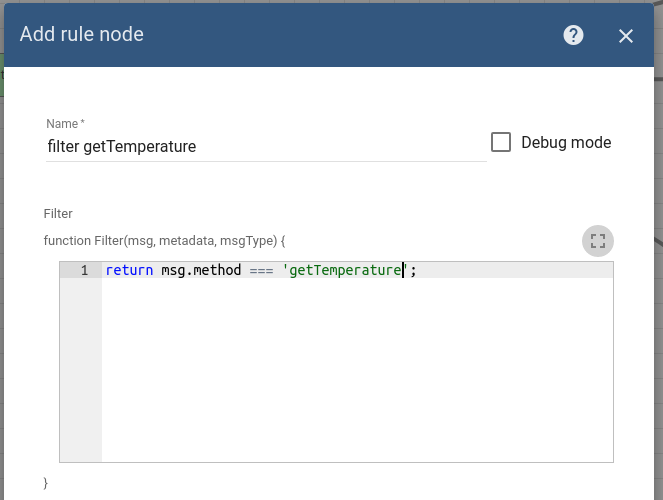 Add rule node
Name *
filter getTemperature
Debug mode
Filter
function Filter(msg, metadata, msgType) {
1 return msg.method === 'getTemperature';
}